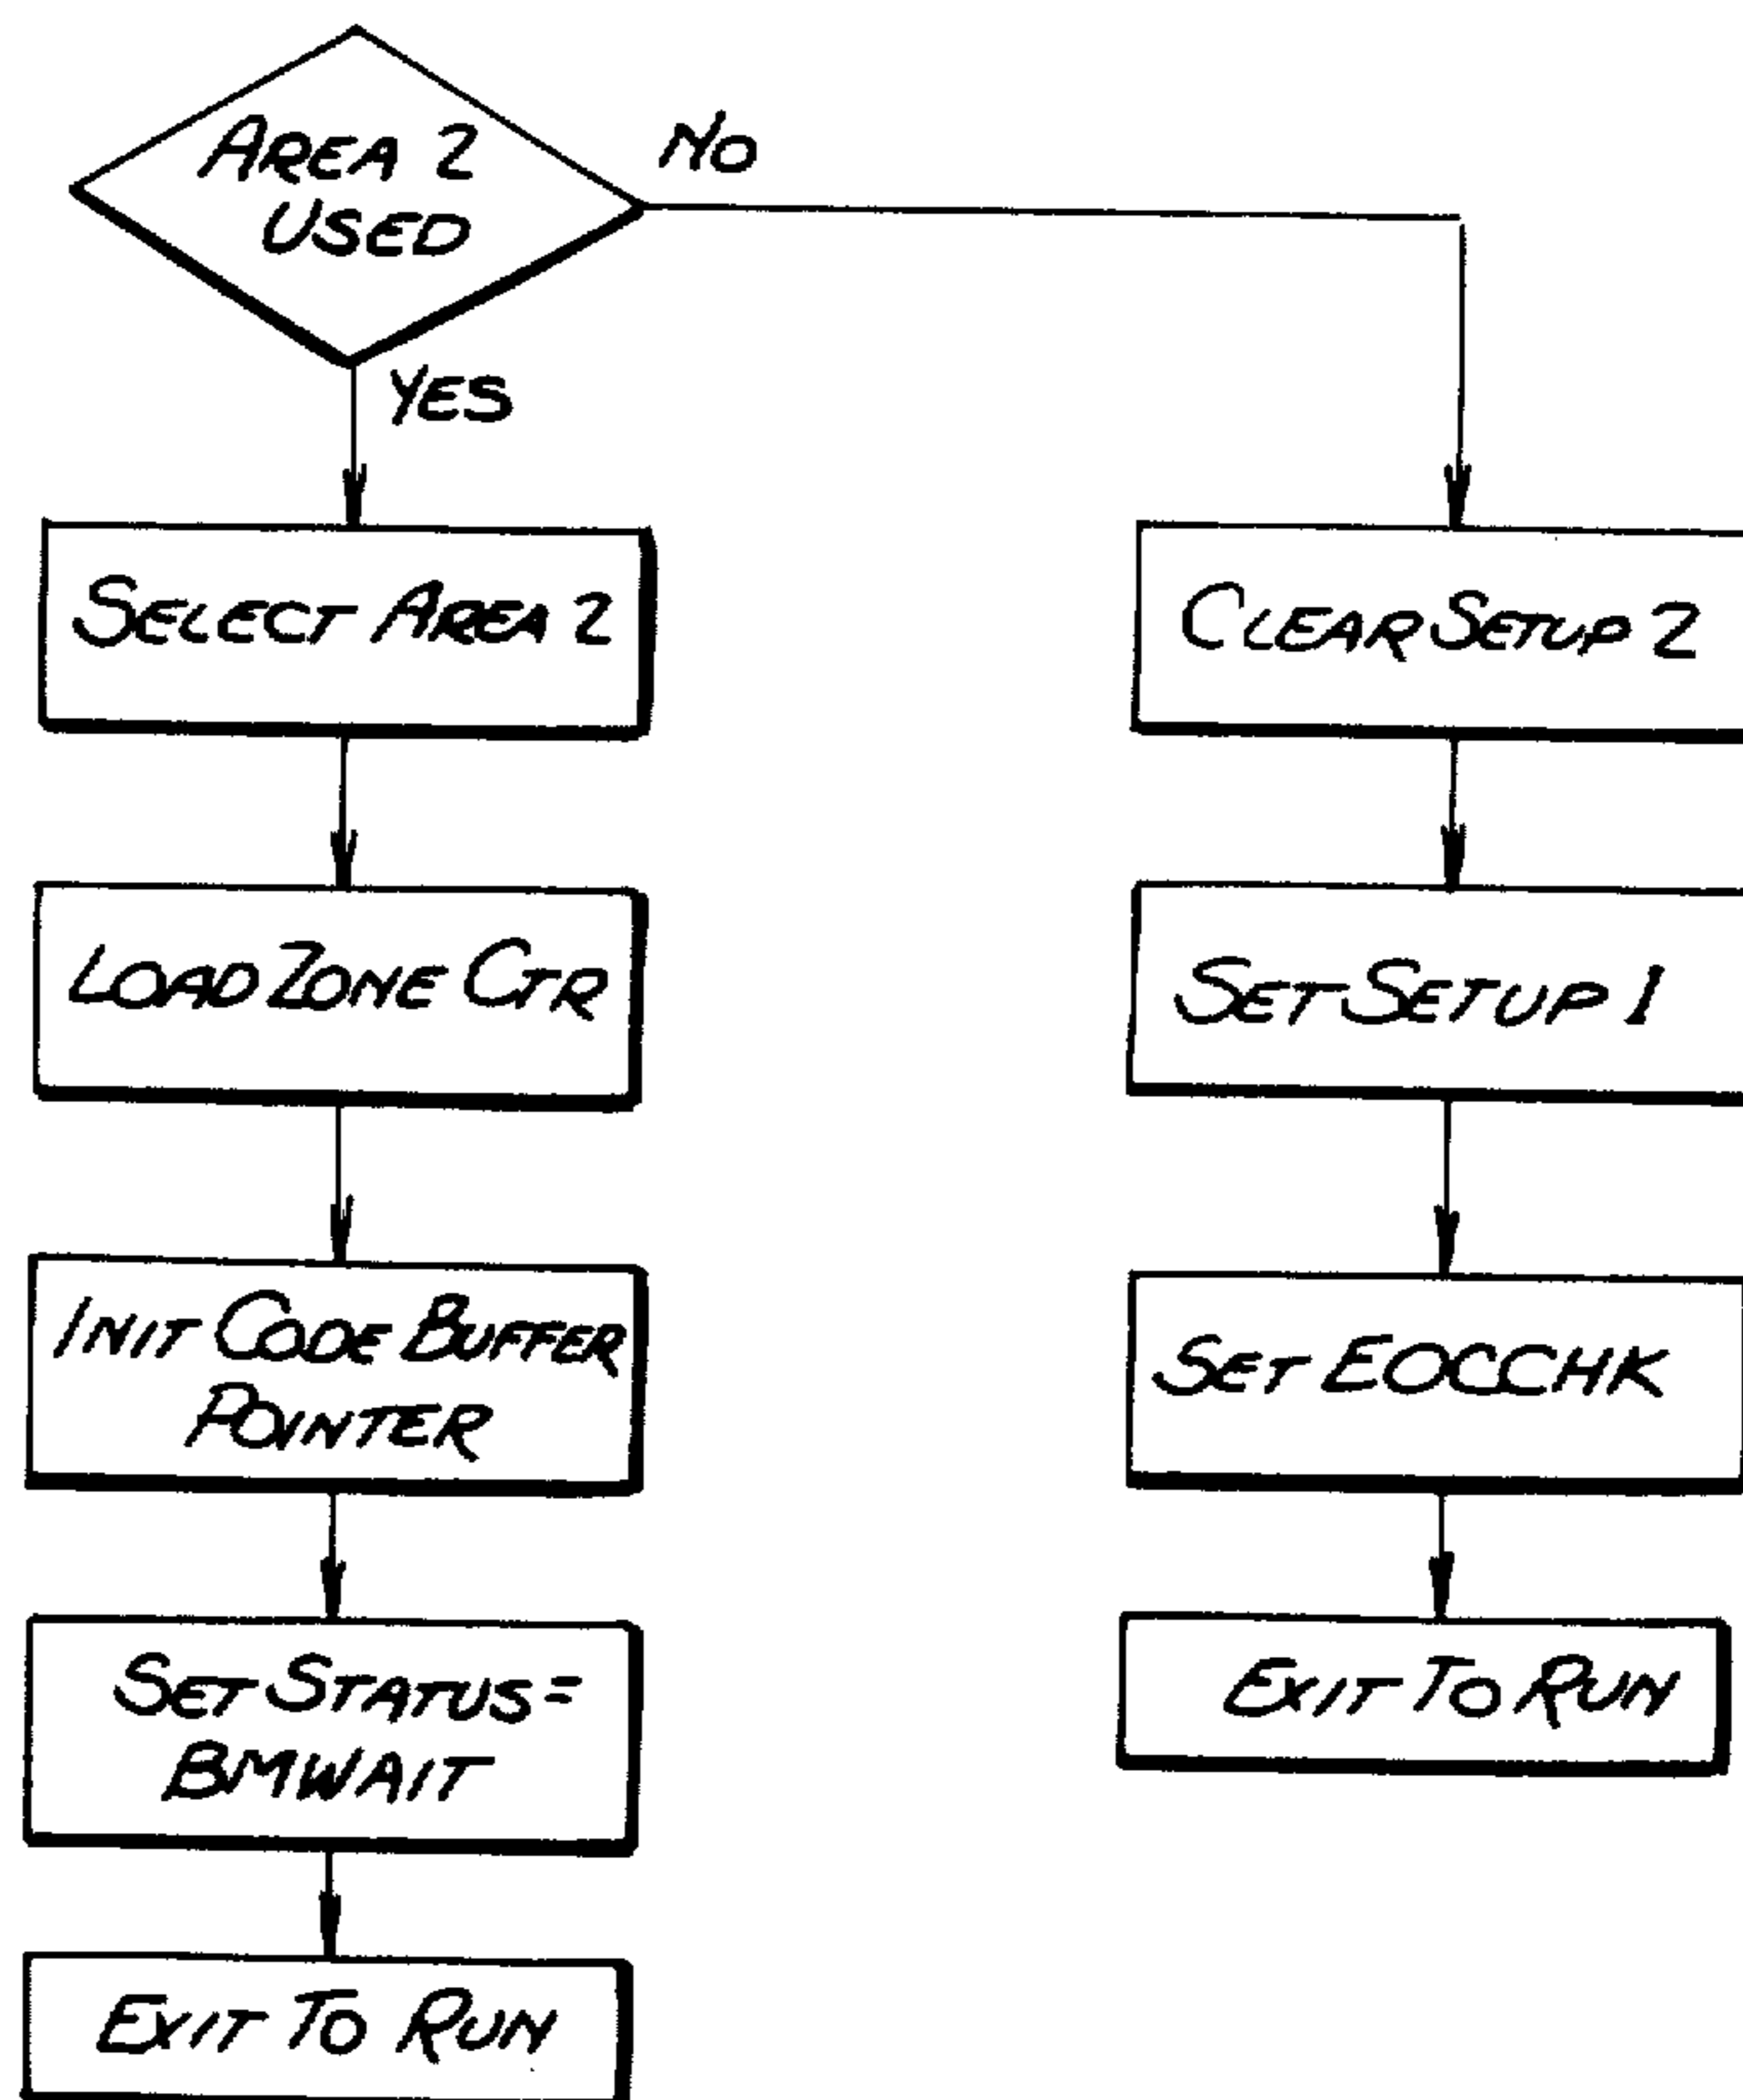 AREA 2
USED
NO
YES
SELECT AREA 2
CLEAR SETUP 2
LOAD ZONE CTR
SET SETUP 1
INIT CODE BUFFER
POINTER
SET EOCCHK
SET STATUS=
BMWAIT
EXIT TO RUN
EXIT TO RUN